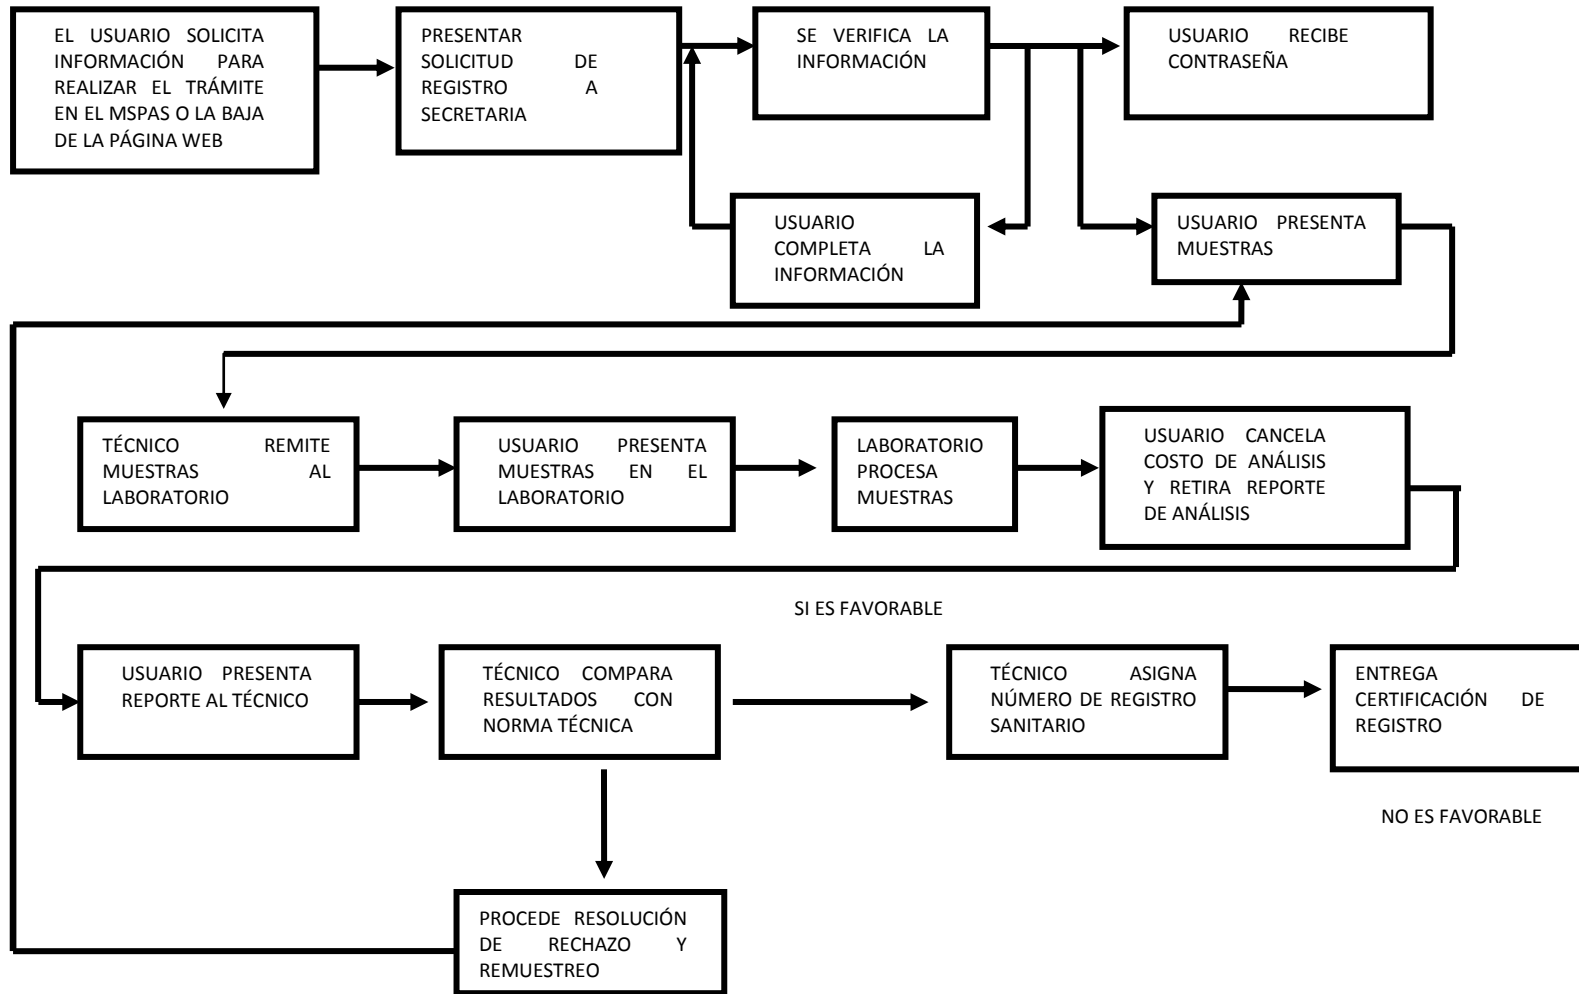 EL USUARIO SOLICITA
INFORMACIÓN PARA
REALIZAR EL TRÁMITE
EN EL MSPAS O LA BAJA
DE LA PÁGINA WEB
PRESENTAR
SOLICITUD DE
REGISTRO A
SECRETARIA
SE VERIFICA LA
INFORMACIÓN
USUARIO RECIBE
CONTRASEÑA
USUARIO
COMPLETA LA
INFORMACIÓN
USUARIO PRESENTA
MUESTRAS
TÉCNICO REMITE
MUESTRAS AL
LABORATORIO
USUARIO PRESENTA
MUESTRAS EN EL
LABORATORIO
LABORATORIO
PROCESA
MUESTRAS
USUARIO CANCELA
COSTO DE ANÁLISIS
Y RETIRA REPORTE
DE ANÁLISIS
SI ES FAVORABLE
USUARIO PRESENTA
REPORTE AL TÉCNICO
TÉCNICO COMPARA
RESULTADOS CON
NORMA TÉCNICA
TÉCNICO ASIGNA
NÚMERO DE REGISTRO
SANITARIO
ENTREGA
CERTIFICACIÓN DE
REGISTRO
NO ES FAVORABLE
PROCEDE RESOLUCIÓN
DE RECHAZO Y
REMUESTREO